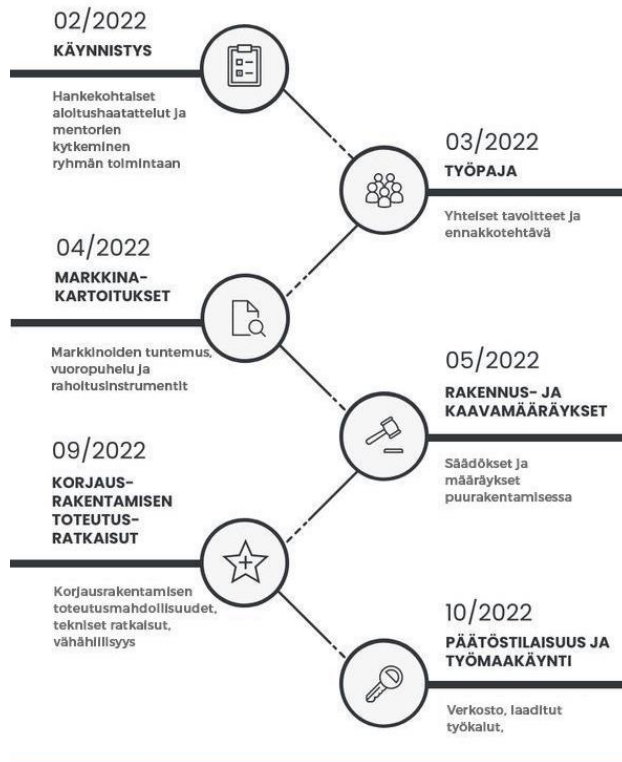 02/2022
KÄYNNISTYS
Hankekohtaiset
aloitushaatattelut ja
mentorien
kytkeminen
ryhmän toimintaan
03/2022
TYÖPAJA
Yhteiset tavoitteet ja
ennakkotehtävä
04/2022
MARKKINA-
KARTOITUKSET
Markkinoiden tuntemus,
vuoropuhelu ja
rahoitusinstrumentit
05/2022
RAKENNUS- JA
KAAVAMÄÄRÄYKSET
Säädökset ja
määräykset
puurakentamisessa
09/2022
KORJAUS-
RAKENTAMISEN
TOTEUTUS-
RATKAISUT
Korjausrakentamisen
toteutusmahdollisuudet,
tekniset ratkaisut,
vähähiilisyys
10/2022
PÄÄTÖSTILAISUUS JA
TYÖMAAKÄYNTI
Verkosto, laaditut
työkalut,